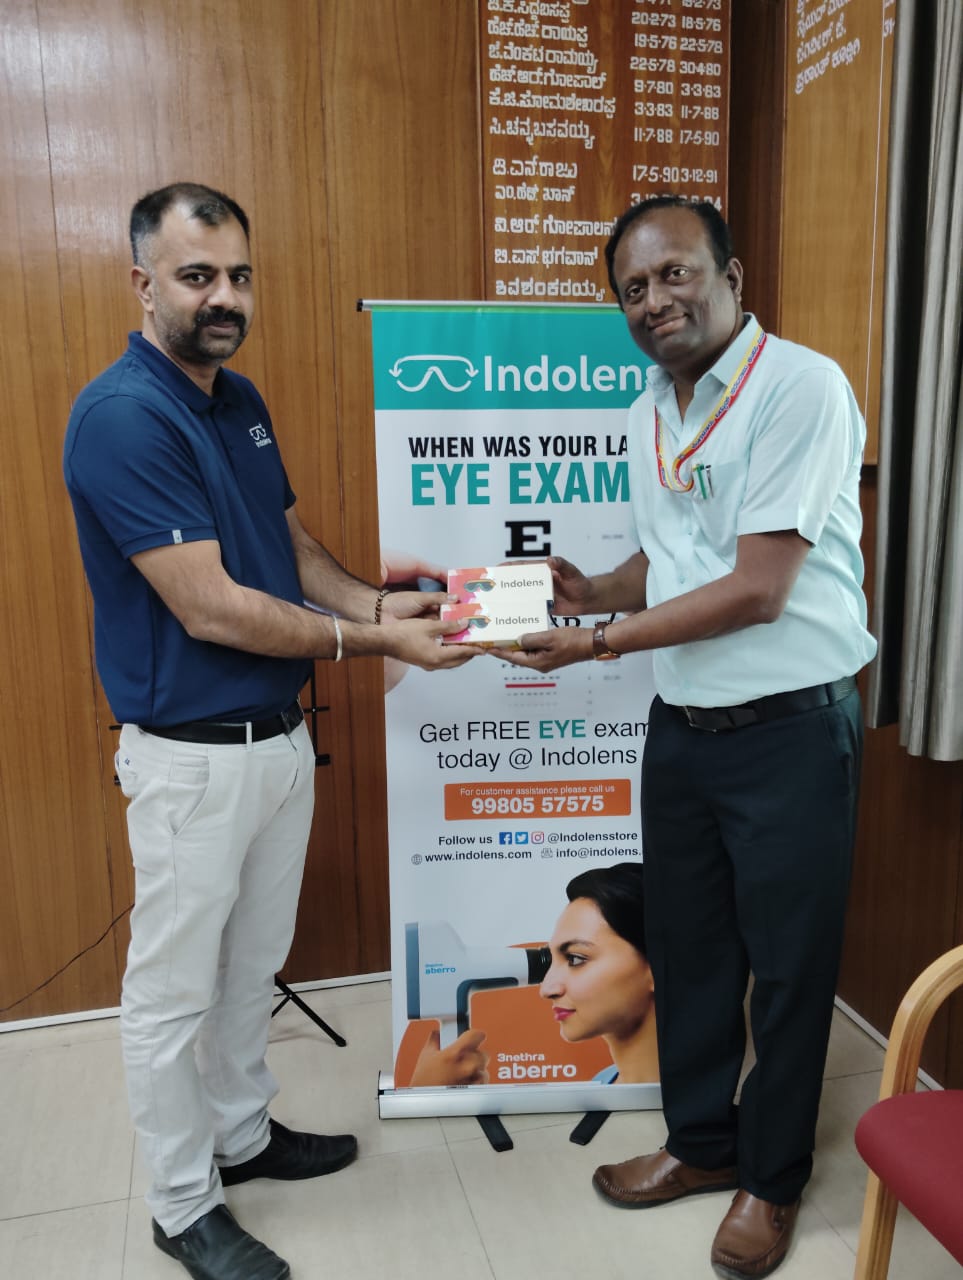 ಡಿ.ಕೆ.ಸಿದ್ದಬಸಪ್ಪ
ಹೆಚ್.ಹೆಚ್.ರಾಯಪ್ಪ 20-2-73 18-5-76
ಜಿ.ವೆಂಕಟರಾಮಯ್ಯ 19-5-76 22-5-78
ಹೆಚ್.ಆರ್.ಗೋಪಾಲ್ 22-5-78 30-4-80
ಕೆ.ಜಿ.ಸೋಮಶೇಖರಪ್ಪ 9-7-80 3-3-83
ಸಿ.ಚನ್ನಬಸವಯ್ಯ 3-3-83 11-7-88
11-7-88 17-5-90
ಡಿ.ಎನ್.ರಾಜು 17-5-90 3-12-91
ಎಂ.ಹೆಚ್.ಖಾನ್
ವಿ.ಆರ್.ಗೋಪಾಲನ್
ಬಿ.ಎಸ್.ಭಗವಾನ್
ಶಿವಶಂಕರಯ್ಯ
Indolens
WHEN WAS YOUR LA
EYE EXAM
E
Indolens
Indolens
Indolens
Get FREE EYE exam
today @ Indolens
For customer assistance please call us
99805 57575
Follow us @Indolensstore
www.indolens.com info@indolens.
aberro
3nethra
aberro